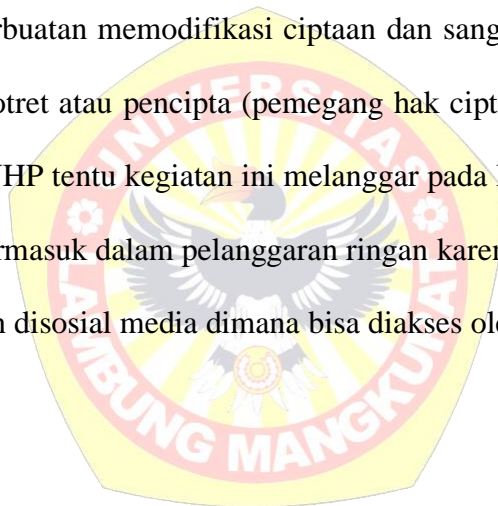 rbuatan memodifikasi ciptaan dan sang
otret atau pencipta (pemegang hak cipt
HP tentu kegiatan ini melanggar pada
rmasuk dalam pelanggaran ringan karen
n disosial media dimana bisa diakses ole
UNIVERSITAS
LAMBUNG MANGKURAT